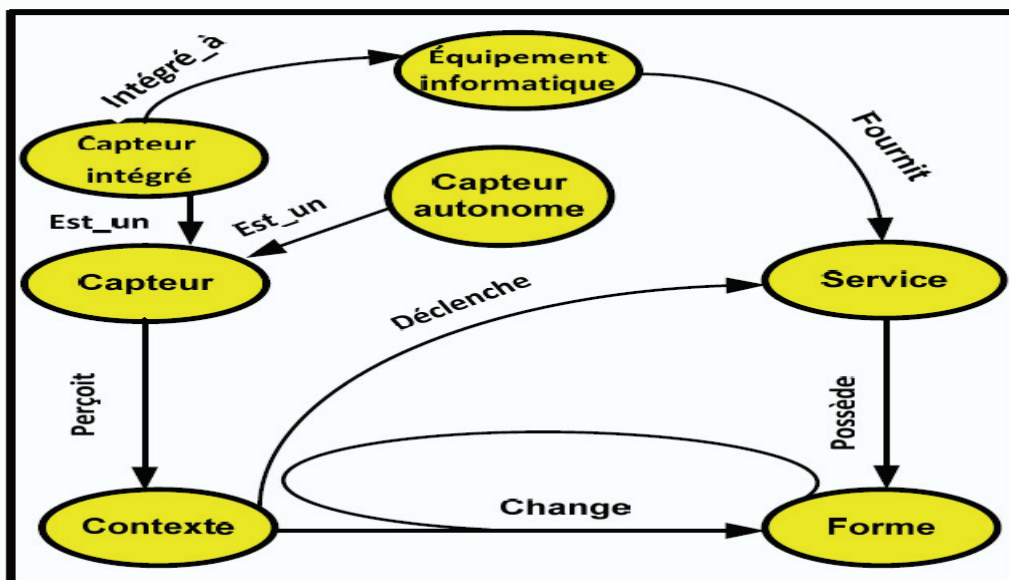 Intégré_à
Équipement
informatique
Fournit
Capteur
intégré
Capteur
autonome
Est_un
Est_un
Capteur
Service
Déclenche
Perçoit
Possède
Contexte
Change
Forme